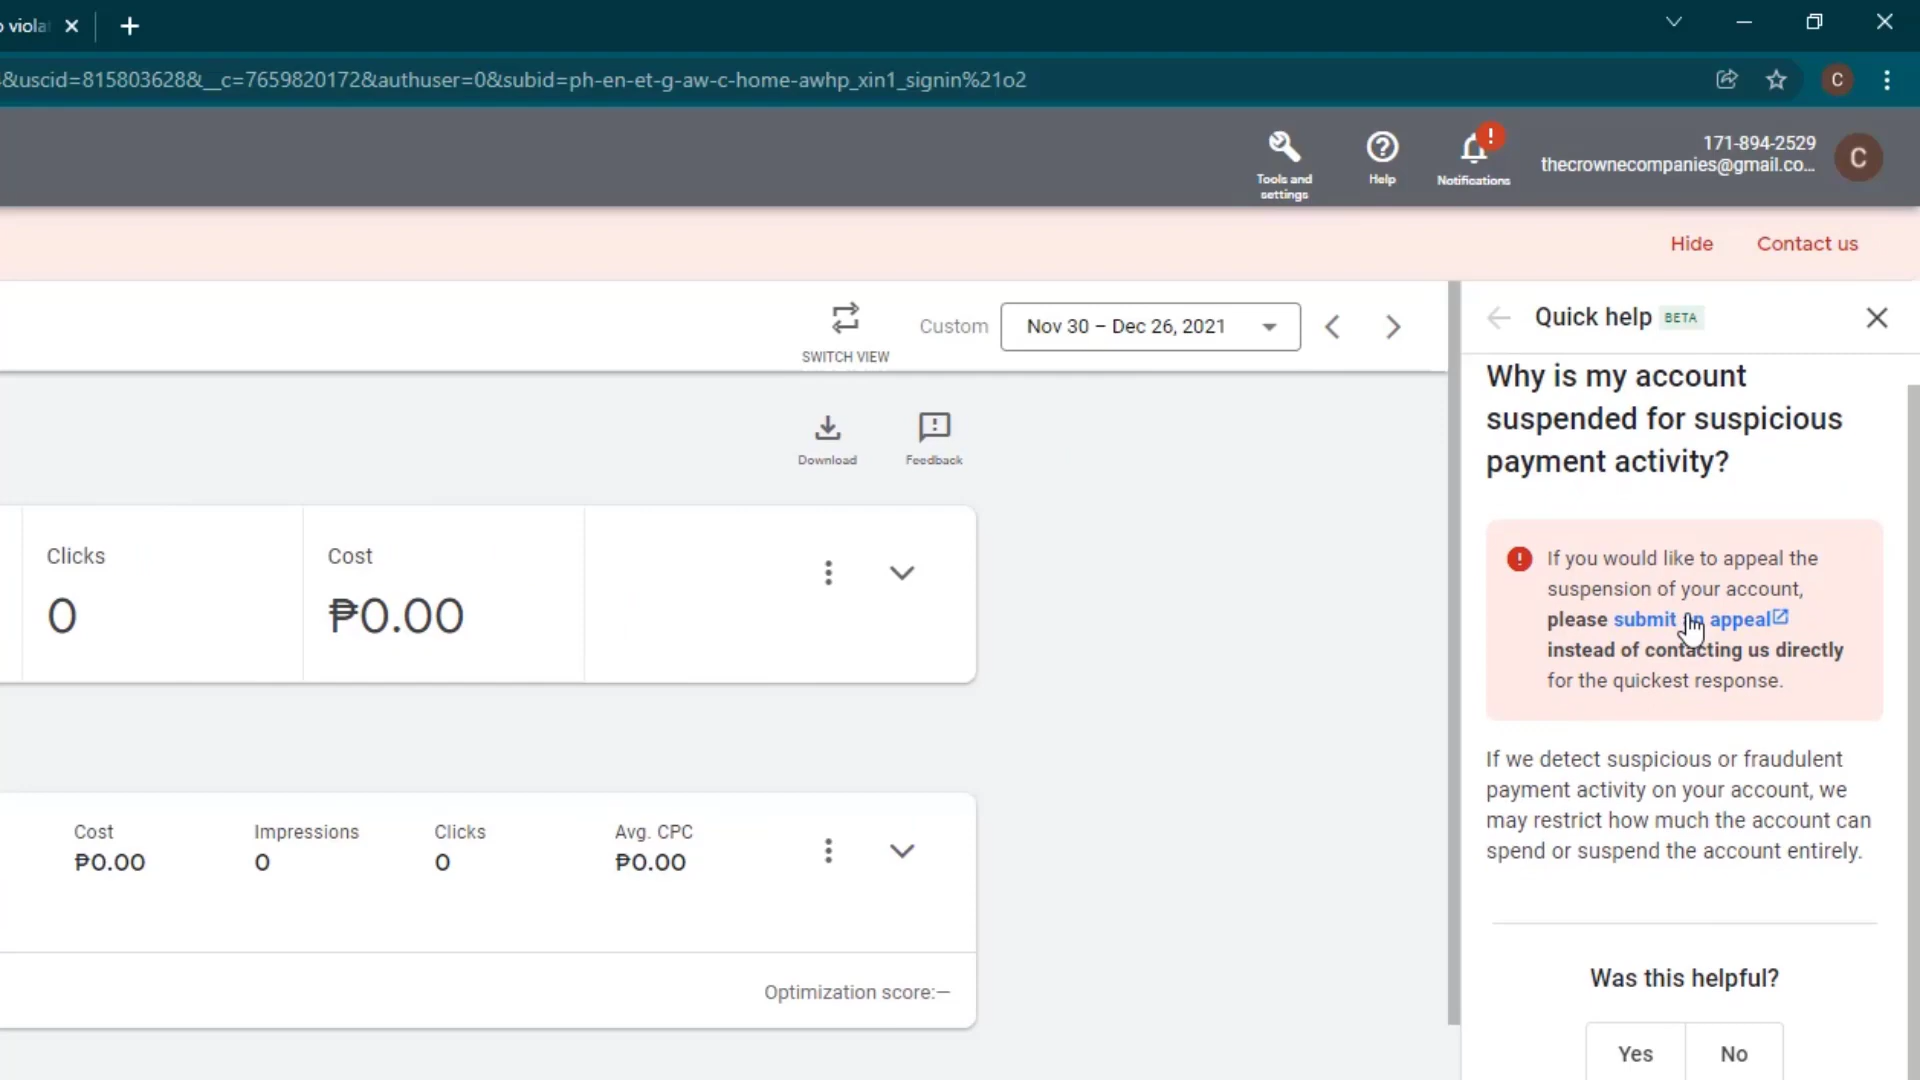 viola
&uscid=815803628&__c=7659820172&authuser=0&subid=ph-en-et-g-aw-c-home-awhp_xin1_signin%21o2
C
Tools and
settings
Help
!
Notifications
171-894-2529
thecrownecompanies@gmail.co...
C
Hide
Contact us
SWITCH VIEW
Custom
Nov 30 – Dec 26, 2021
Quick help BETA
Why is my account
suspended for suspicious
payment activity?
Download
Feedback
If you would like to appeal the
suspension of your account,
please submit an appeal
instead of contacting us directly
for the quickest response.
Clicks
0
Cost
₱0.00
If we detect suspicious or fraudulent
payment activity on your account, we
may restrict how much the account can
spend or suspend the account entirely.
Cost
₱0.00
Impressions
0
Clicks
0
Avg. CPC
₱0.00
Optimization score:—
Was this helpful?
Yes
No